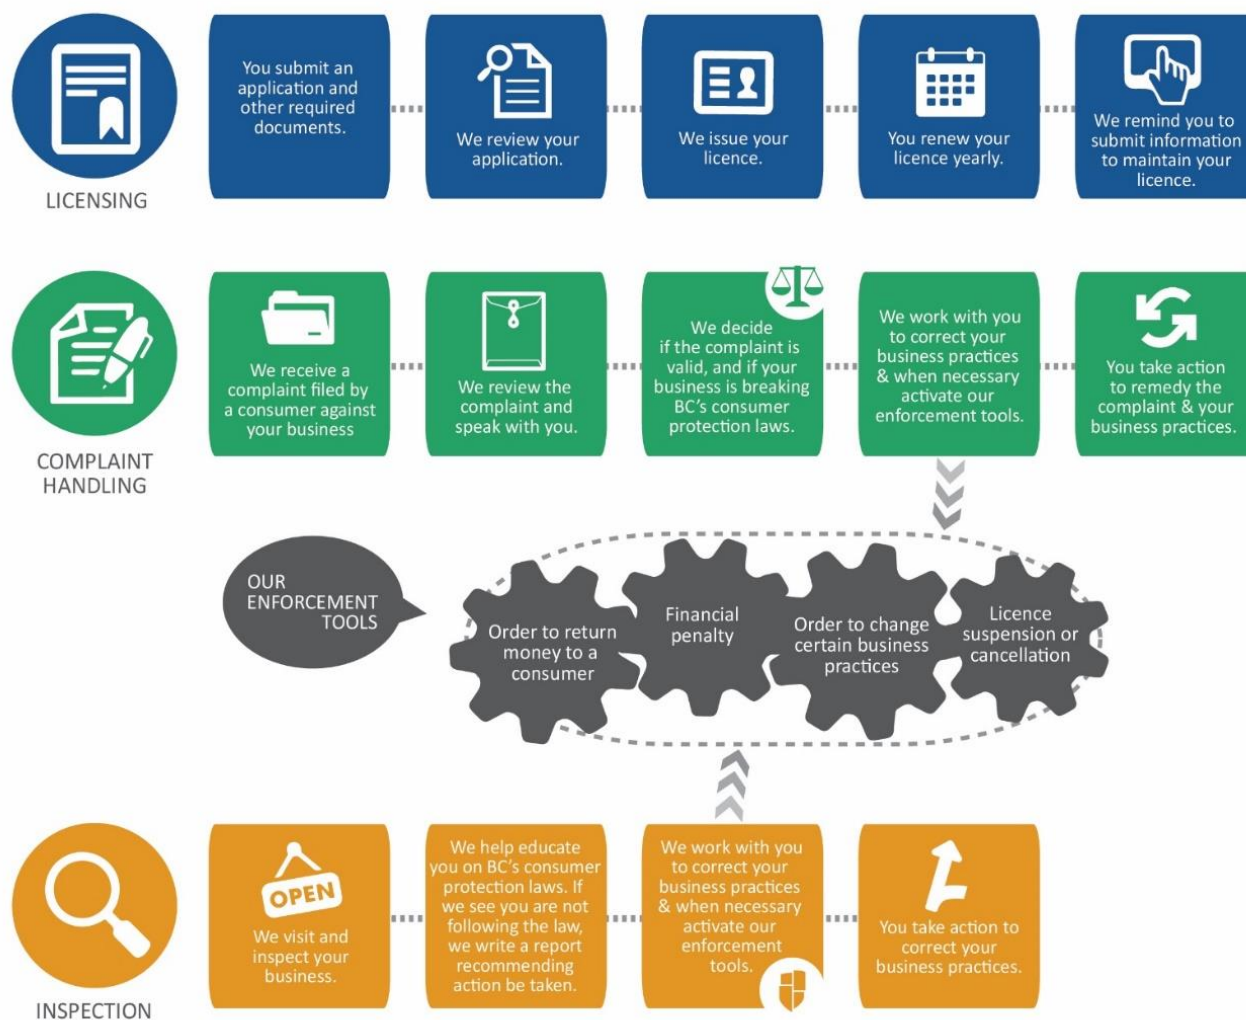 LICENSING
You submit an
application and
other required
documents.
We review your
application.
We issue your
licence.
You renew your
licence yearly.
We remind you to
submit information
to maintain your
licence.
COMPLAINT
HANDLING
We receive a
complaint filed by
a consumer against
your business
We review the
complaint and
speak with you.
We decide
if the complaint is
valid, and if your
business is breaking
BC's consumer
protection laws.
We work with you
to correct your
business practices
& when necessary
activate our
enforcement tools.
You take action
to remedy the
complaint & your
business practices.
OUR
ENFORCEMENT
TOOLS
Order to return
money to a
consumer
Financial
penalty
Order to change
certain business
practices
Licence
suspension or
cancellation
INSPECTION
OPEN
We visit and
inspect your
business.
We help educate
you on BC's consumer
protection laws. If
we see you are not
following the law,
we write a report
recommending
action be taken.
We work with you
to correct your
business practices
& when necessary
activate our
enforcement
tools.
You take action to
correct your
business practices.